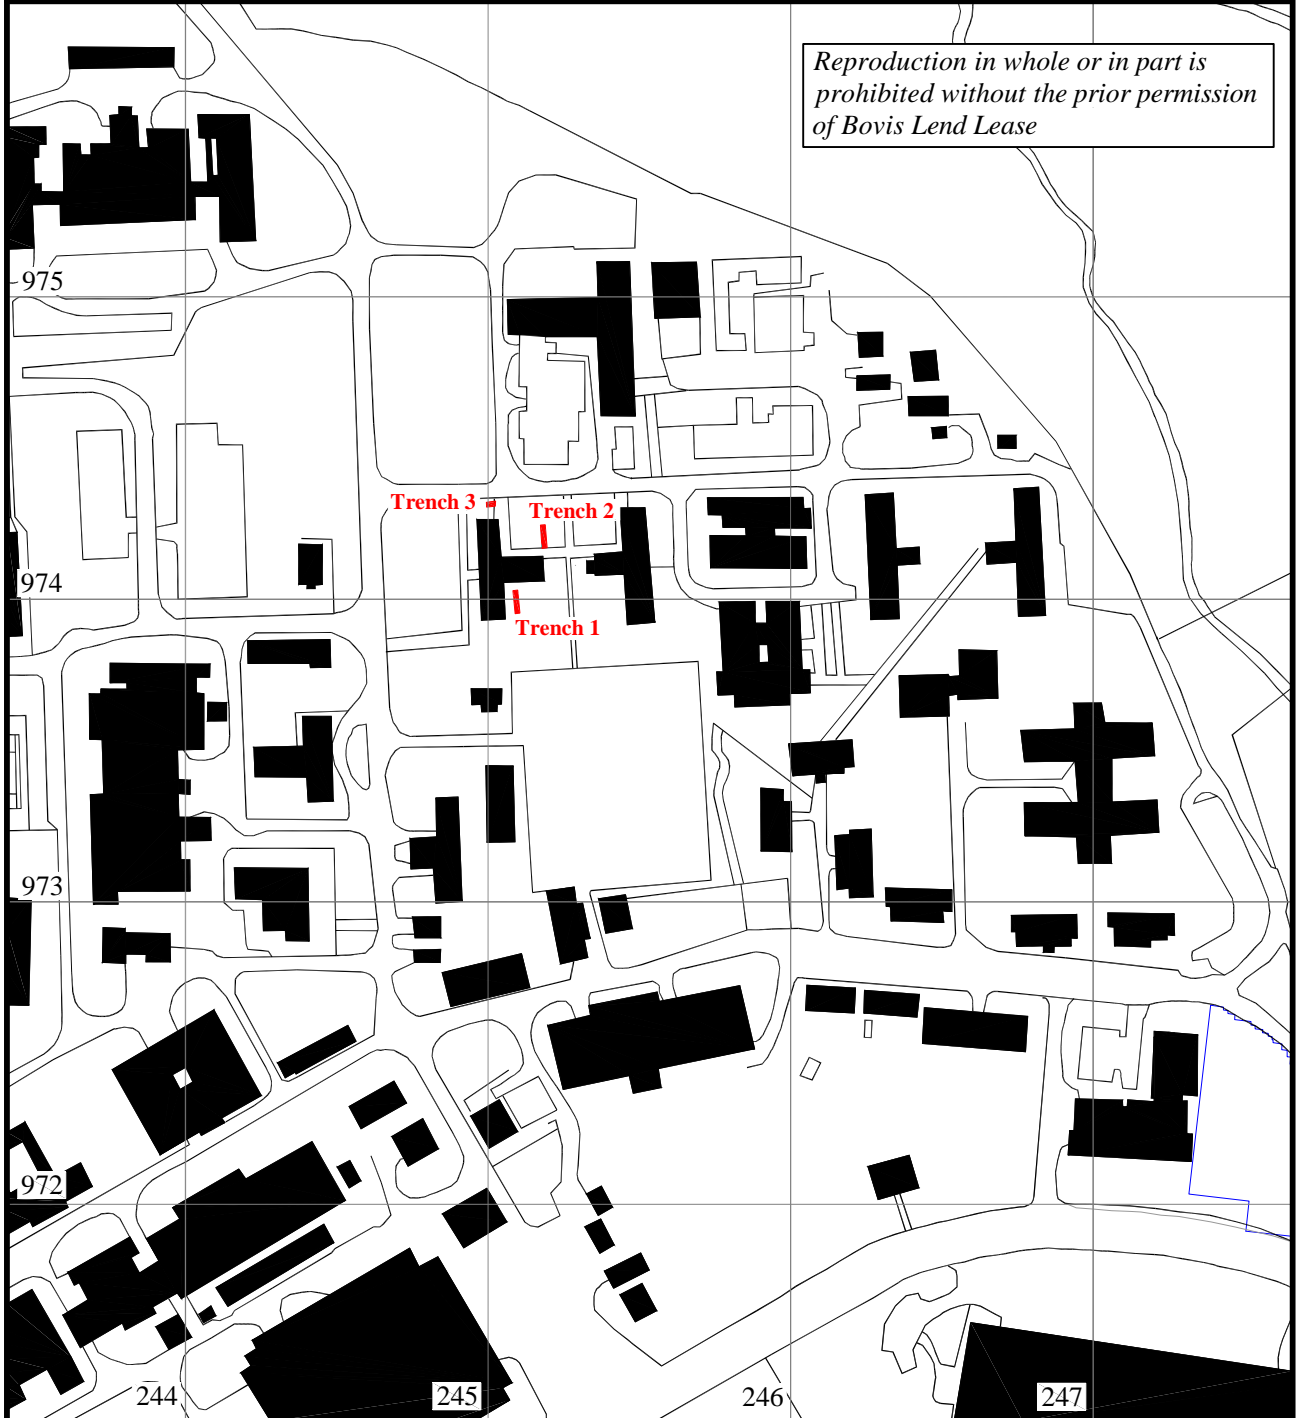 Reproduction in whole or in part is
prohibited without the prior permission
of Bovis Lend Lease
975
Trench 3
Trench 2
974
Trench 1
973
972
244
245
246
247